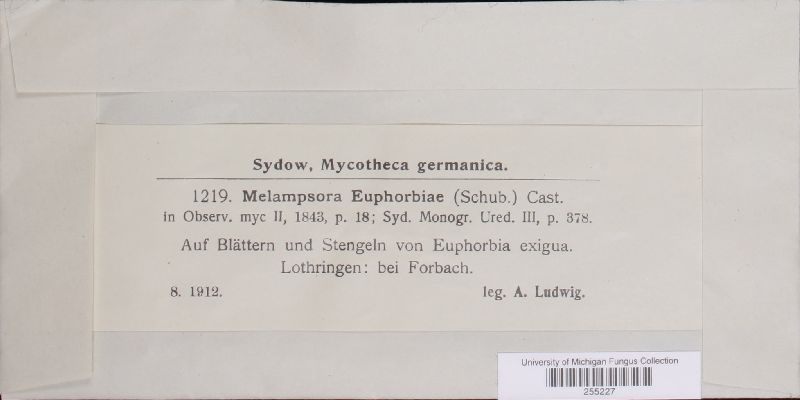 Sydow, Mycotheca germanica.
1219. Melampsora Euphorbiae (Schub.) Cast.
in Observ. myc II, 1843, p. 18; Syd. Monogr. Ured. III, p. 378.
Auf Blättern und Stengeln von Euphorbia exigua.
Lothringen: bei Forbach.
8. 1912. leg. A. Ludwig.
University of Michigan Fungus Collection
255227